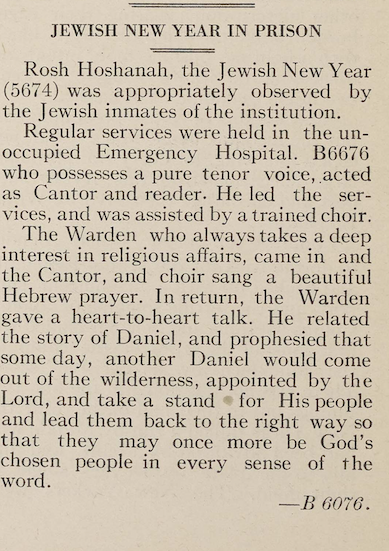 JEWISH NEW YEAR IN PRISON
Rosh Hoshanah, the Jewish New Year
(5674) was appropriately observed by
the Jewish inmates of the institution.
Regular services were held in the un-
occupied Emergency Hospital. B6676
who possesses a pure tenor voice, acted
as Cantor and reader. He led the ser-
vices, and was assisted by a trained choir.
The Warden who always takes a deep
interest in religious affairs, came in and
the Cantor, and choir sang a beautiful
Hebrew prayer. In return, the Warden
gave a heart-to-heart talk. He related
the story of Daniel, and prophesied that
some day, another Daniel would come
out of the wilderness, appointed by the
Lord, and take a stand for His people
and lead them back to the right way so
that they may once more be God's
chosen people in every sense of the
word.
—B 6076.